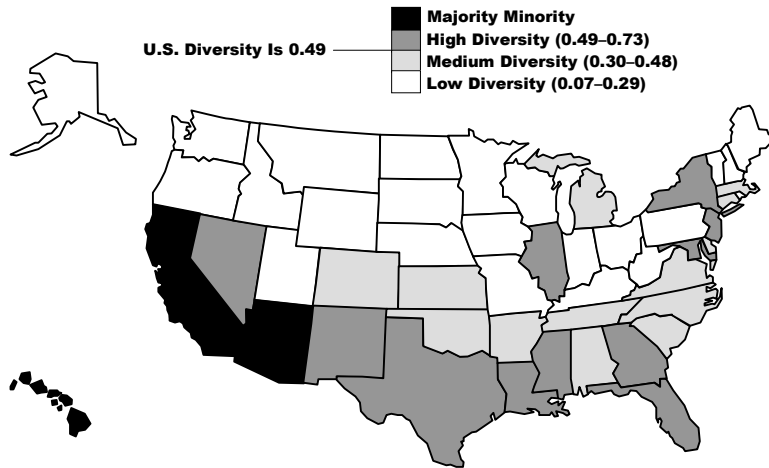 Majority Minority
High Diversity (0.49–0.73)
U.S. Diversity Is 0.49
Medium Diversity (0.30–0.48)
Low Diversity (0.07–0.29)